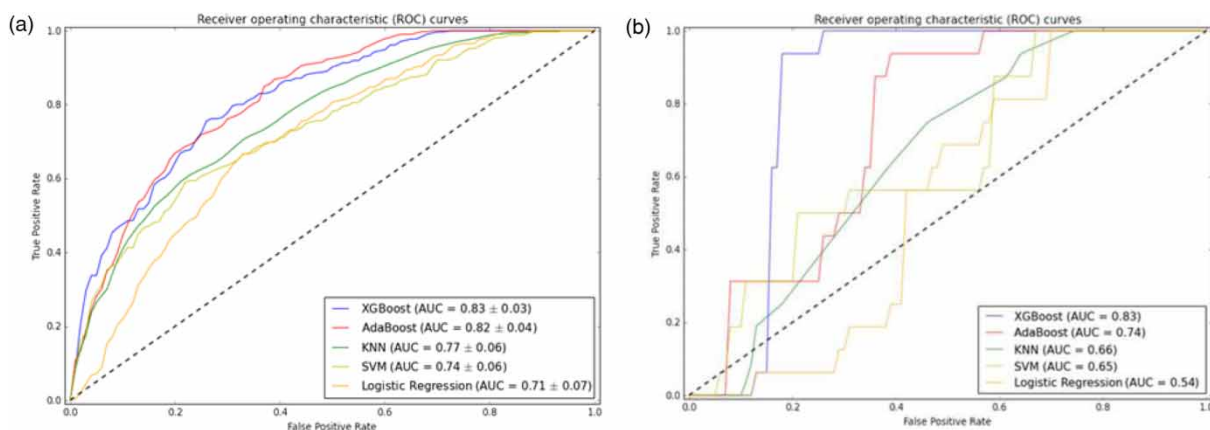 (a)
Receiver operating characteristic (ROC) curves
1.0
0.8
0.6
0.4
0.2
0.0
True Positive Rate
XGBoost (AUC = 0.83 ± 0.03)
AdaBoost (AUC = 0.82 ± 0.04)
KNN (AUC = 0.77 ± 0.06)
SVM (AUC = 0.74 ± 0.06)
Logistic Regression (AUC = 0.71 ± 0.07)
0.0 0.2 0.4 0.6 0.8 1.0
False Positive Rate
(b)
Receiver operating characteristic (ROC) curves
1.0
0.8
0.6
0.4
0.2
0.0
True Positive Rate
XGBoost (AUC = 0.83)
AdaBoost (AUC = 0.74)
KNN (AUC = 0.66)
SVM (AUC = 0.65)
Logistic Regression (AUC = 0.54)
0.0 0.2 0.4 0.6 0.8 1.0
False Positive Rate